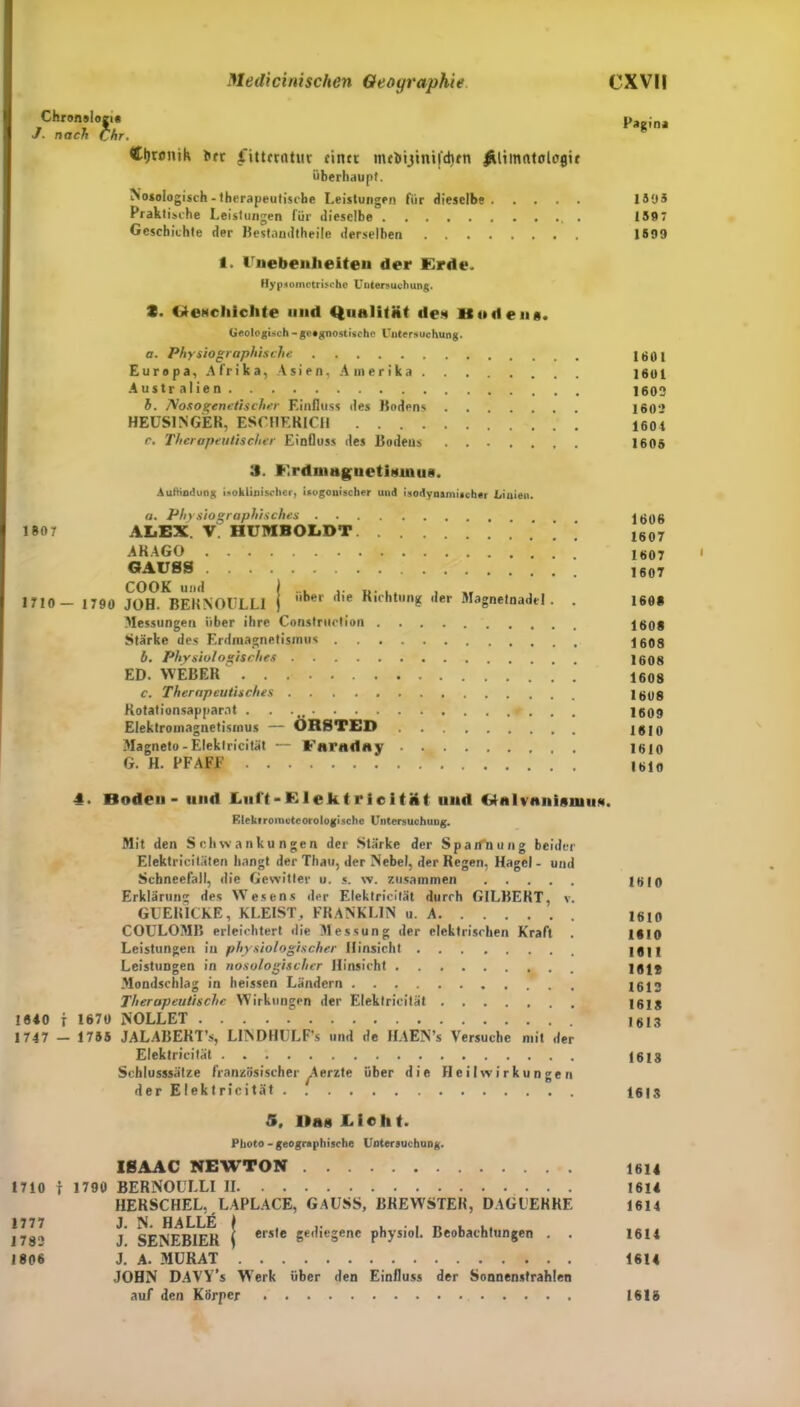 Medicinischen Geographie CXVII
Chronologie Pagina
J. nach Chr.
Chronik der Litteratur einer medizinischen Klimatologie
überhaupt.
Nosologisch-therapeutische Leistungen für dieselbe . . . . . 1595
Praktische Leistungen für dieselbe . . . . . . . . . . . 1597
Geschichte der Bestandtheile derselben . . . . . . . . 1599
1. Unebenheiten der Erde.
Hypsometrische Untersuchung.
2. Geschichte und Qualität des Bodens.
Geologisch-geognostische Untersuchung.
a. Physiographische . . . . . . . . . . . . . 1601
Europa, Afrika, Asien, Amerika . . . . . . . . 1601
Australien . . . . . . . . . . . . . . . . . 1602
b. Nosogenetischer Einfluss des Bodens . . . . . . . 1602
HEUSINGER, ESCHERICH . . . . . . . . . . . 1604
c. Therapeutischer Einfluss des Bodens . . . . . . . 1605
3. Erdmagnetismus.
Auffindung isoklinischer, isogonischer und isodynamischer Linien.
a. Physiographisches . . . . . . . . . . . . . 1606
1807 ALEX. V. HUMBOLDT . . . . . . . . . . . 1607
ARAGO . . . . . . . . . . . . . . . . . . 1607
GAUSS . . . . . . . . . . . . . . . . . . 1607
COOK und }
1710 — 1790 JOH. BERNOULLI } über die Richtung der Magnetnadel . . 1608
Messungen über ihre Construction . . . . . . . . . . 1608
Stärke des Erdmagnetismus . . . . . . . . . . . . 1608
b. Physiologisches . . . . . . . . . . . . . . 1608
ED. WEBER . . . . . . . . . . . . . . . . 1608
c. Therapeutisches . . . . . . . . . . . . . . 1608
Rotationsapparat . . . . . . . . . . . . . . . . 1609
Elektromagnetismus — ÖRSTED . . . . . . . . . 1610
Magneto-Elektricität — Faraday . . . . . . . . . 1610
G. H. PFAFF . . . . . . . . . . . . . . . . 1610
4. Boden- und Luft-Elektricität und Galvanismus.
Elektrometeorologische Untersuchung.
Mit den Schwankungen der Stärke der Spannung beider
Elektricitäten hangt der Thau, der Nebel, der Regen, Hagel- und
Schneefall, die Gewitter u. s. w. zusammen . . . . . 1610
Erklärung des Wesens der Elektricität durch GILBERT, v.
GUERICKE, KLEIST, FRANKLIN u. A. . . . . . . 1610
COULOMB erleichtert die Messung der elektrischen Kraft . 1610
Leistungen in physiologischer Hinsicht . . . . . . . . 1611
Leistungen in nosologischer Hinsicht . . . . . . . . . 1612
Mondschlag in heissen Ländern . . . . . . . . . . . 1612
Therapeutische Wirkungen der Elektricität . . . . . . . 1618
1640 † 1670 NOLLET . . . . . . . . . . . . . . . . . . 1613
1747 — 1755 JALABERT's, LINDHULF's und de HAEN's Versuche mit der
Elektricität . . . . . . . . . . . . . . . . . . 1613
Schlusssätze französischer Aerzte über die Heilwirkungen
der Elektricität . . . . . . . . . . . . . . . . 1613
5. Das Licht.
Photo-geographische Untersuchung.
ISAAC NEWTON . . . . . . . . . . . . . 1614
1710 † 1790 BERNOULLI II. . . . . . . . . . . . . . . . . 1614
HERSCHEL, LAPLACE, GAUSS, BREWSTER, DAGUERRE 1614
1777 J. N. HALLÉ }
1782 J. SENEBIER } erste gediegene physiol. Beobachtungen . . 1614
1806 J. A. MURAT . . . . . . . . . . . . . . . . 1614
JOHN DAVY's Werk über den Einfluss der Sonnenstrahlen
auf den Körper . . . . . . . . . . . . . . . 1615